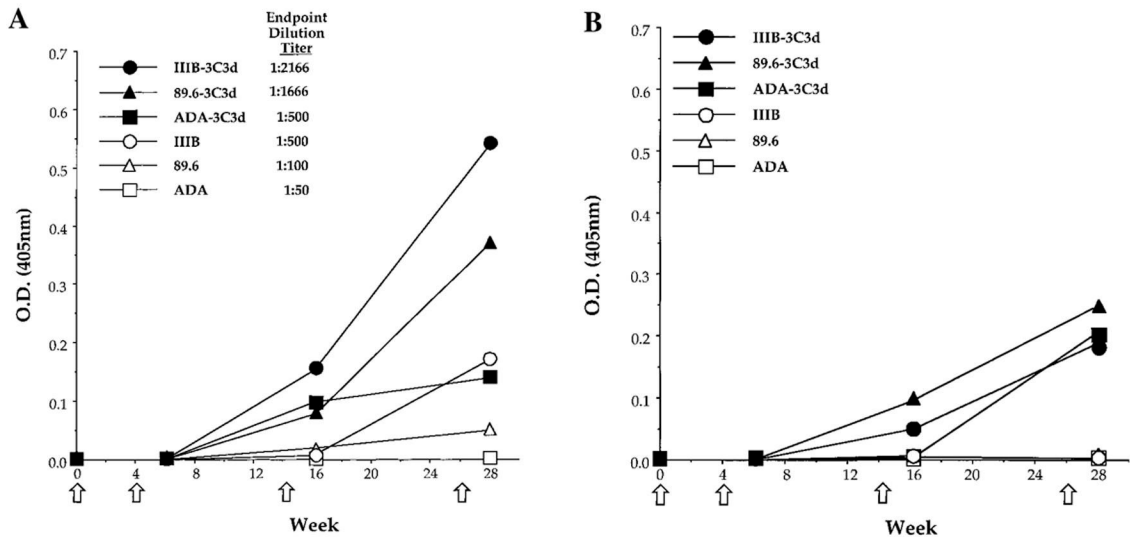 A
Endpoint
Dilution
Titer
IIIB-3C3d 1:2166
89.6-3C3d 1:1666
ADA-3C3d 1:500
IIIB 1:500
89.6 1:100
ADA 1:50
0.7
0.6
0.5
0.4
0.3
0.2
0.1
0.0
O.D. (405nm)
0 4 8 12 16 20 24 28
Week
B
IIIB-3C3d
89.6-3C3d
ADA-3C3d
IIIB
89.6
ADA
0.7
0.6
0.5
0.4
0.3
0.2
0.1
0.0
O.D. (405nm)
0 4 8 12 16 20 24 28
Week